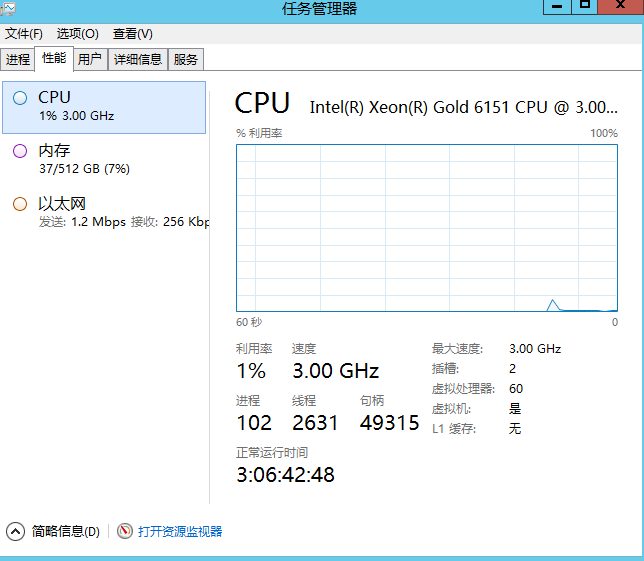 任务管理器
文件(F) 选项(O) 查看(V)
进程 性能 用户 详细信息 服务
CPU
1% 3.00 GHz
内存
37/512 GB (7%)
以太网
发送: 1.2 Mbps 接收: 256 Kbp
CPU Intel(R) Xeon(R) Gold 6151 CPU @ 3.00...
% 利用率 100%
60 秒 0
利用率 速度
1% 3.00 GHz
进程 线程 句柄
102 2631 49315
正常运行时间
3:06:42:48
最大速度: 3.00 GHz
插槽: 2
虚拟处理器: 60
虚拟机: 是
L1 缓存: 无
简略信息(D) 打开资源监视器